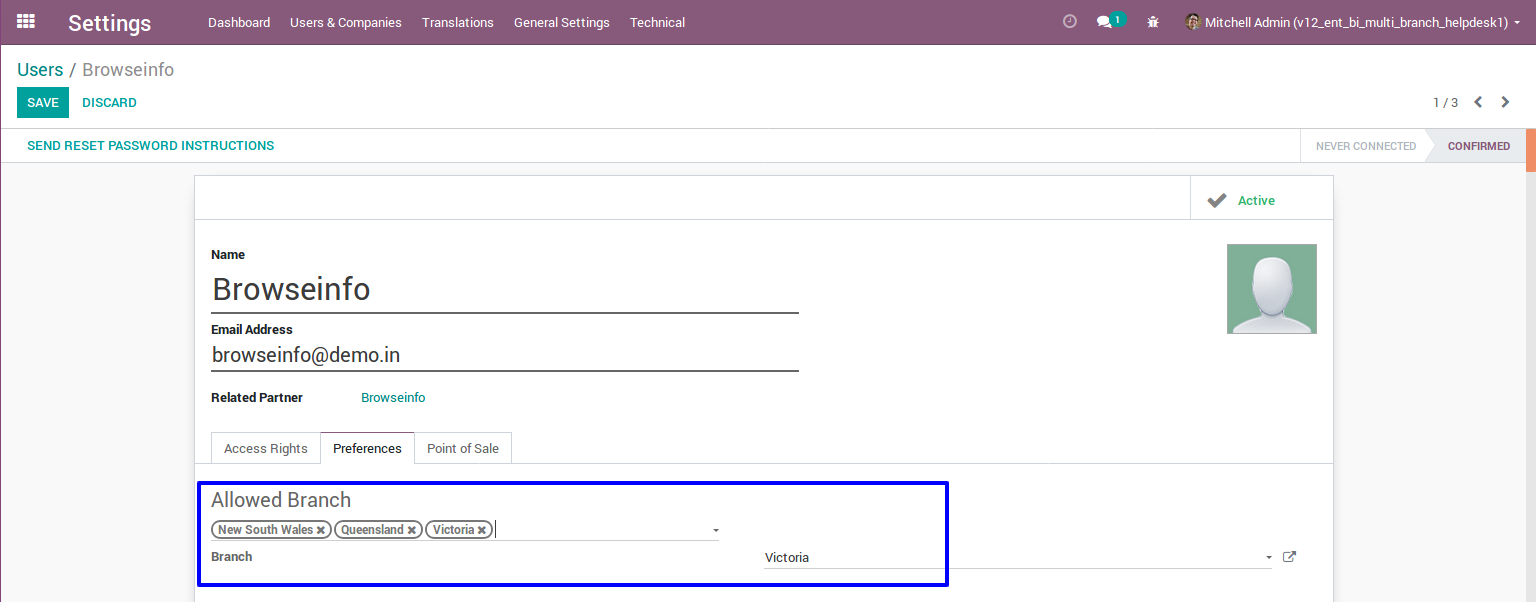 Settings Dashboard Users & Companies Translations General Settings Technical 1 Mitchell Admin (v12_ent_bi_multi_branch_helpdesk1)
Users / Browseinfo
SAVE DISCARD 1 / 3
SEND RESET PASSWORD INSTRUCTIONS NEVER CONNECTED CONFIRMED
Active
Name
Browseinfo
Email Address
browseinfo@demo.in
Related Partner Browseinfo
Access Rights Preferences Point of Sale
Allowed Branch
New South Wales Queensland Victoria
Branch Victoria